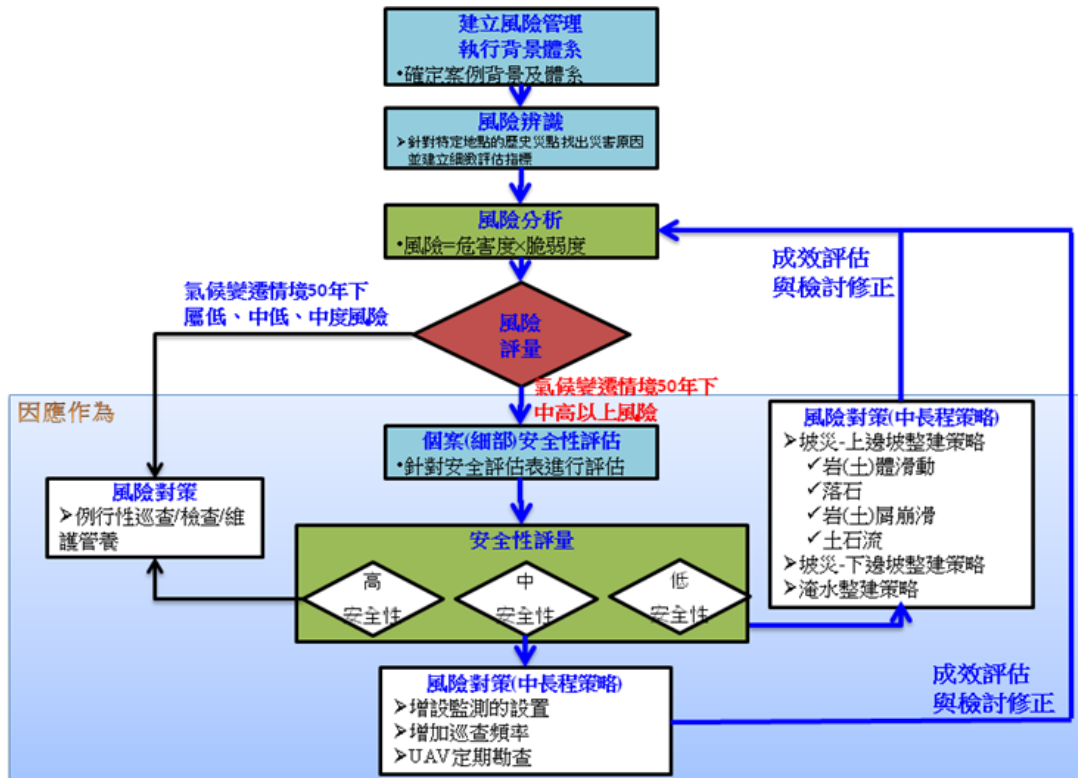 建立風險管理
執行背景體系
•確定案例背景及體系
風險辨識
➢針對特定地點的歷史災點找出災害原因
並建立細緻評估指標
風險分析
•風險=危害度×脆弱度
成效評估
與檢討修正
氣候變遷情境50年下
屬低、中低、中度風險
風險
評量
氣候變遷情境50年下
中高以上風險
因應作為
個案(細部)安全性評估
•針對安全評估表進行評估
風險對策(中長程策略)
➢坡災-上邊坡整建策略
✓岩(土)體滑動
✓落石
✓岩(土)屑崩滑
✓土石流
➢坡災-下邊坡整建策略
➢淹水整建策略
風險對策
➢例行性巡查/檢查/維
護管養
安全性評量
高
安全性
中
安全性
低
安全性
風險對策(中長程策略)
➢增設監測的設置
➢增加巡查頻率
➢UAV定期勘查
成效評估
與檢討修正